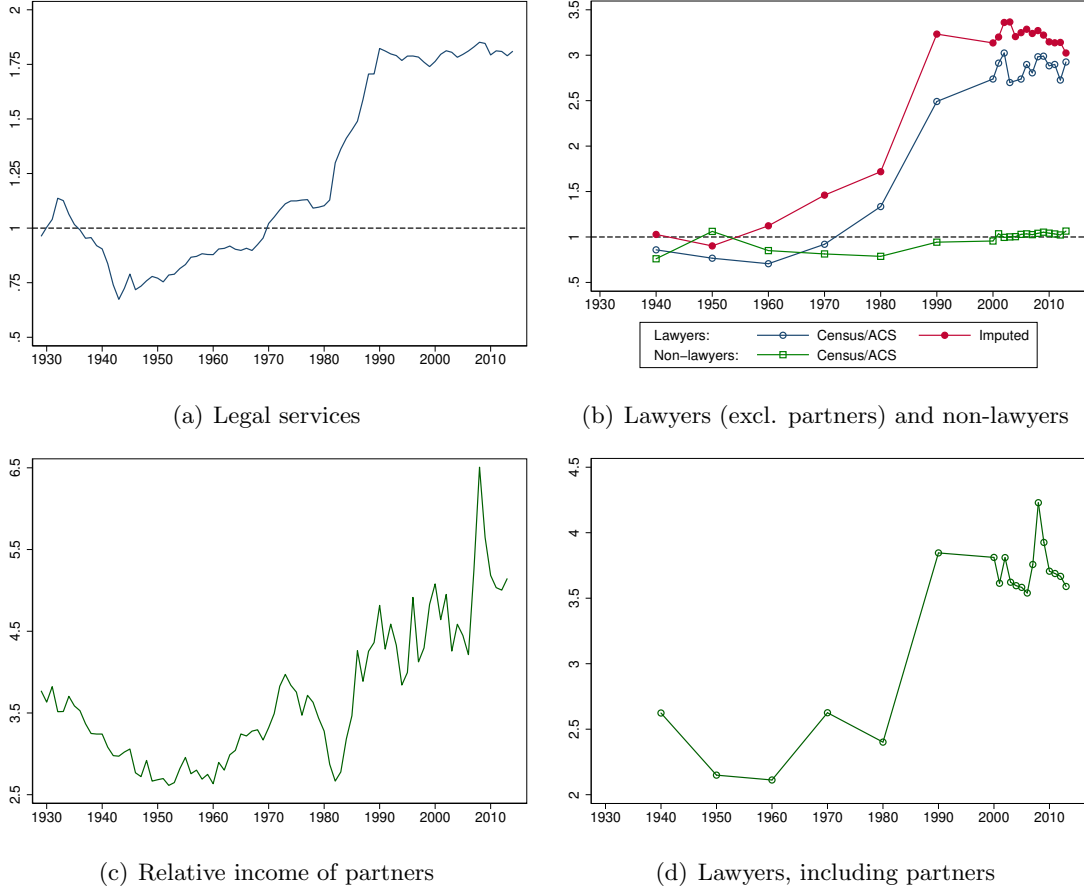 2
1.75
1.5
1.25
1
.75
.5
1930 1940 1950 1960 1970 1980 1990 2000 2010
(a) Legal services
3.5
3
2.5
2
1.5
1
.5
1930 1940 1950 1960 1970 1980 1990 2000 2010
Lawyers: Census/ACS Imputed
Non−lawyers: Census/ACS
(b) Lawyers (excl. partners) and non-lawyers
6.5
5.5
4.5
3.5
2.5
1930 1940 1950 1960 1970 1980 1990 2000 2010
(c) Relative income of partners
4.5
4
3.5
3
2.5
2
1930 1940 1950 1960 1970 1980 1990 2000 2010
(d) Lawyers, including partners